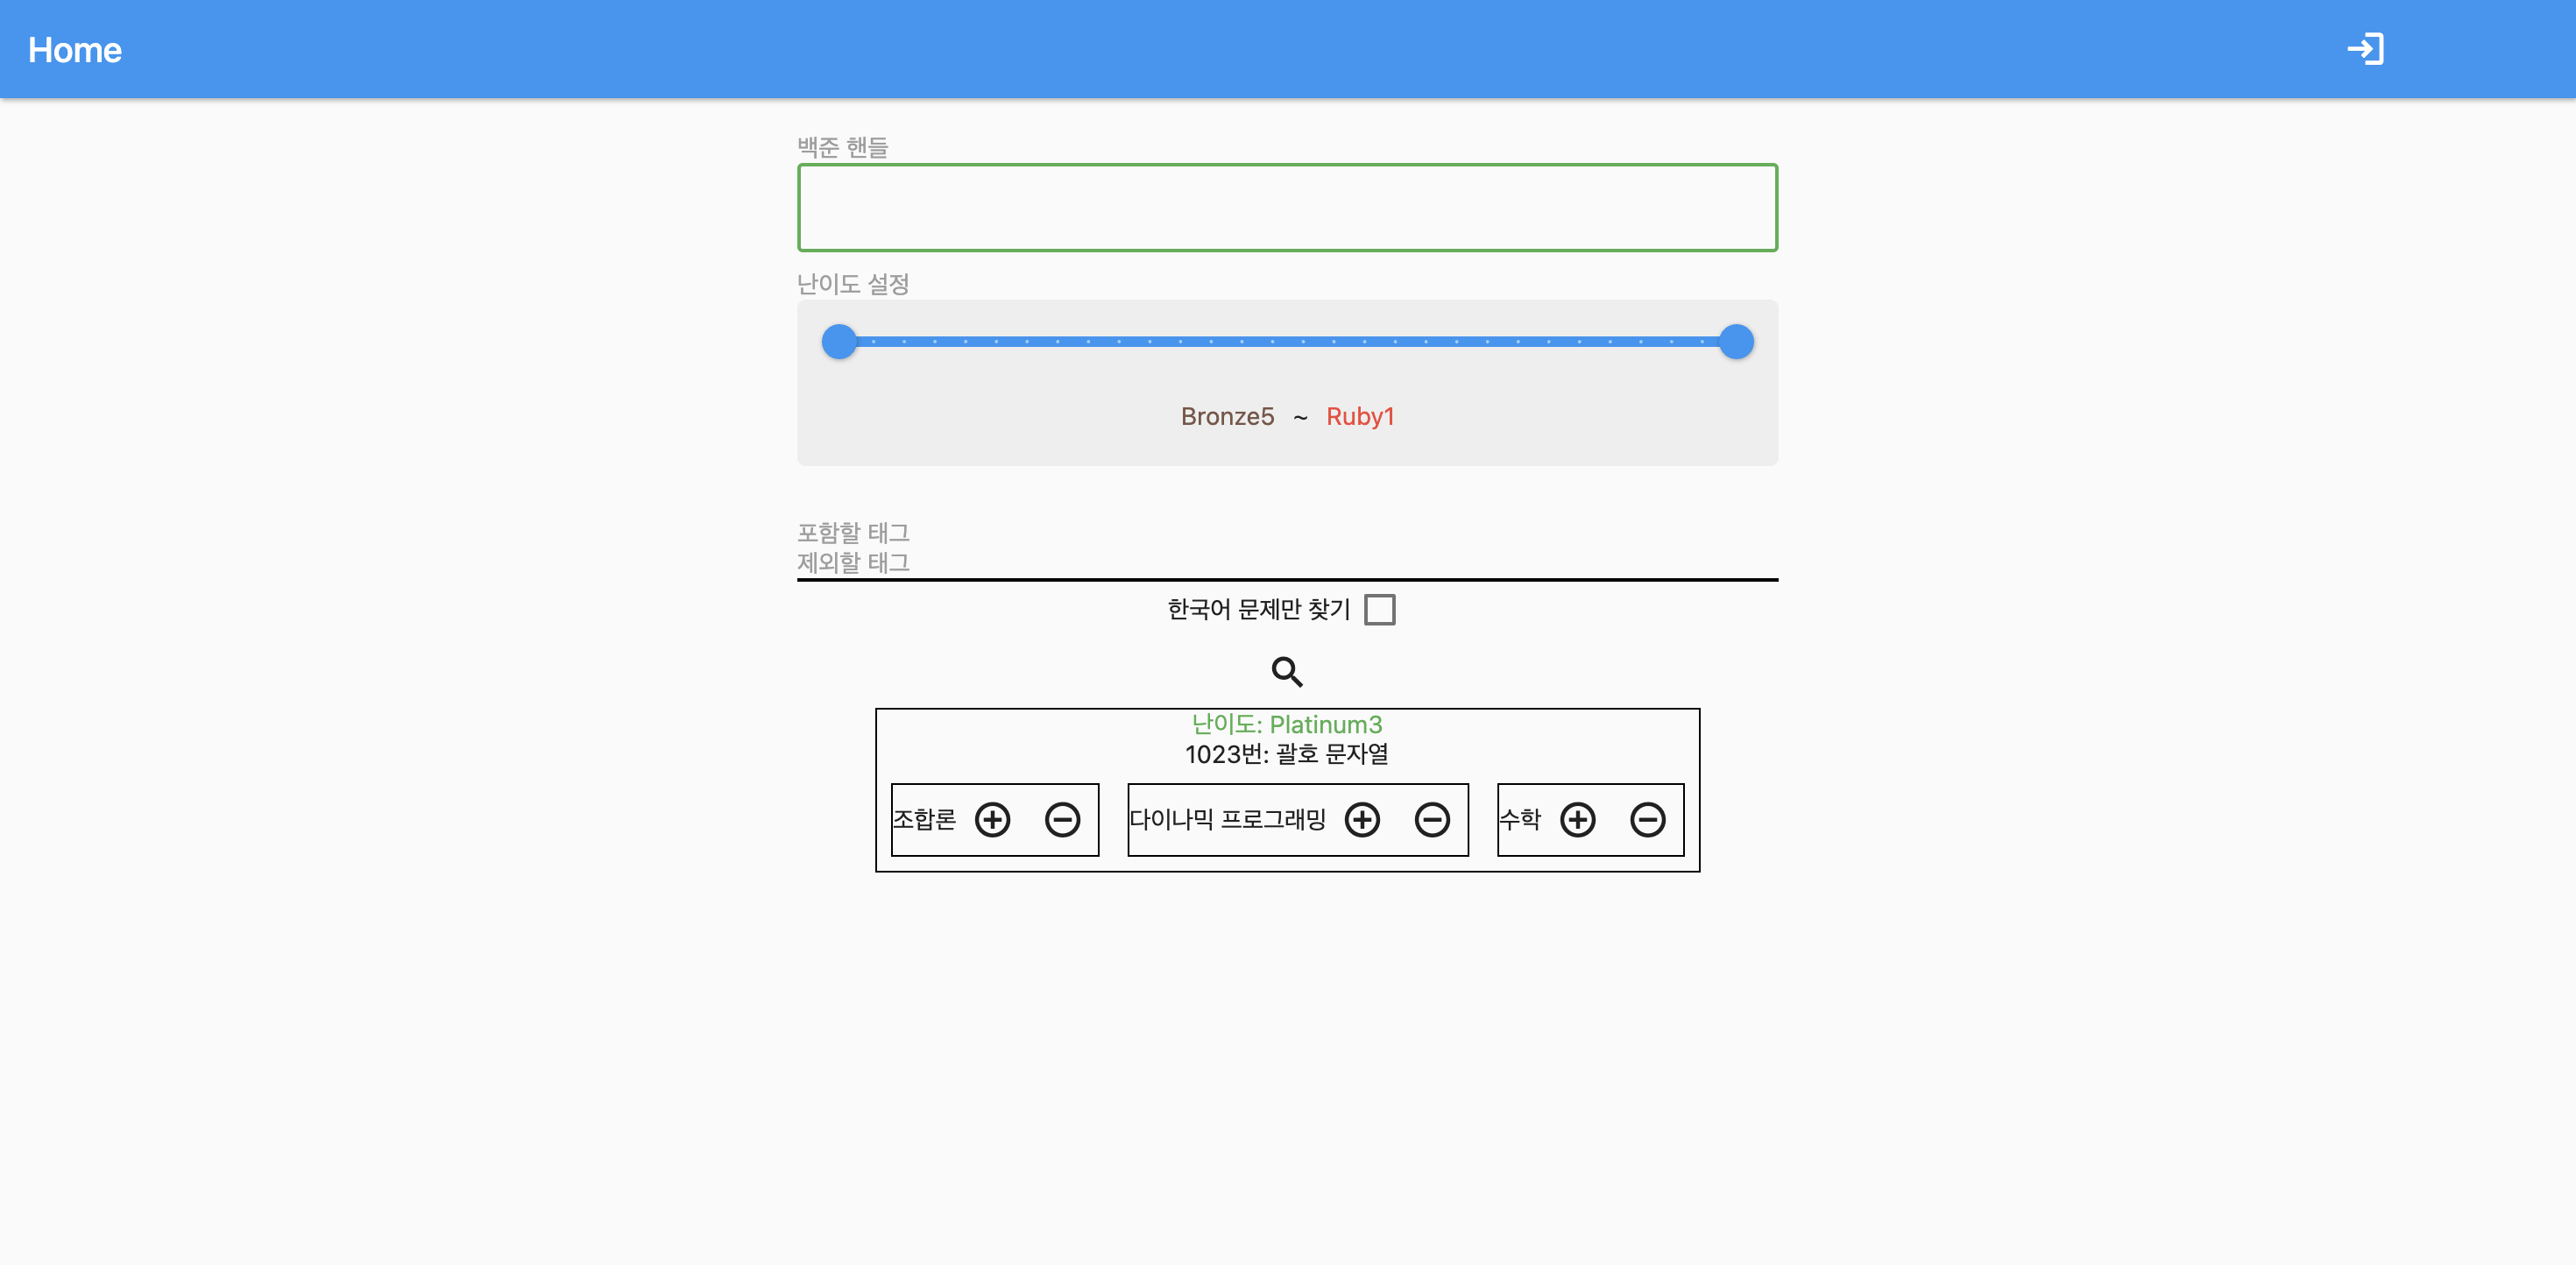 Home
백준 핸들
난이도 설정
Bronze5 ~ Ruby1
포함할 태그
제외할 태그
한국어 문제만 찾기
난이도: Platinum3
1023번: 괄호 문자열
조합론 다이나믹 프로그래밍 수학